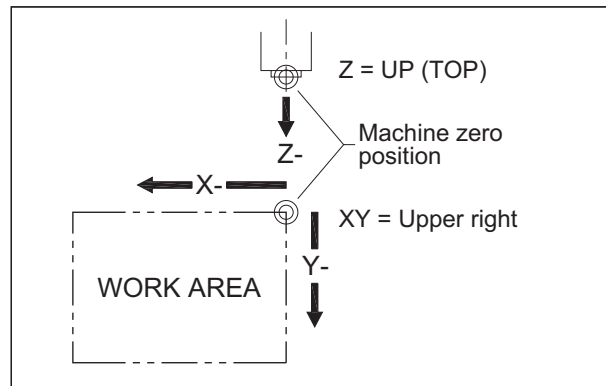 Z = UP (TOP)
Machine zero
position
Z-
X-
XY = Upper right
Y-
WORK AREA